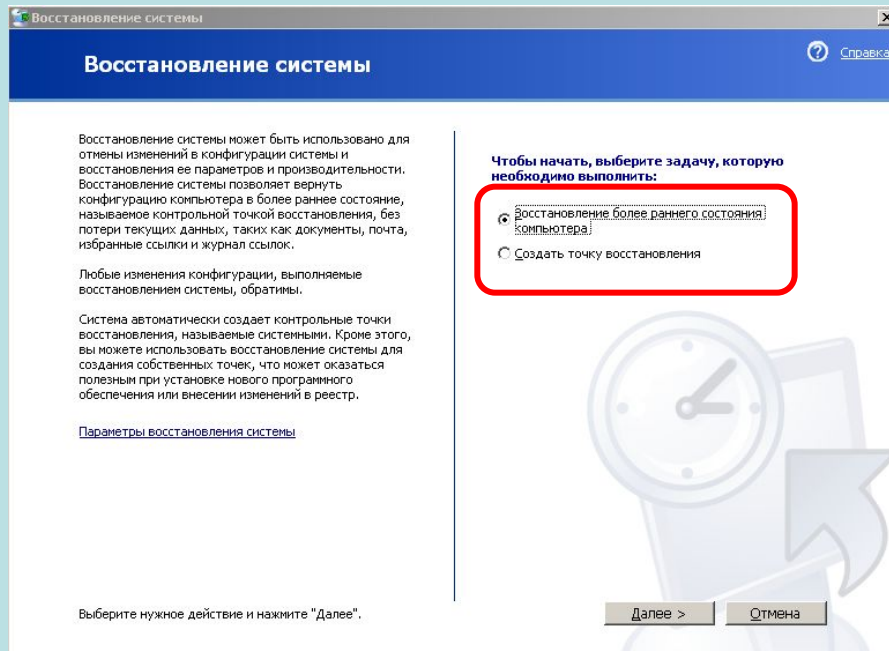 Восстановление системы
Восстановление системы
Справка
Восстановление системы может быть использовано для
отмены изменений в конфигурации системы и
восстановления ее параметров и производительности.
Восстановление системы позволяет вернуть
конфигурацию компьютера в более раннее состояние,
называемое контрольной точкой восстановления, без
потери текущих данных, таких как документы, почта,
избранные ссылки и журнал ссылок.
Любые изменения конфигурации, выполняемые
восстановлением системы, обратимы.
Система автоматически создает контрольные точки
восстановления, называемые системными. Кроме этого,
вы можете использовать восстановление системы для
создания собственных точек, что может оказаться
полезным при установке нового программного
обеспечения или внесении изменений в реестр.
Параметры восстановления системы
Чтобы начать, выберите задачу, которую
необходимо выполнить:
Восстановление более раннего состояния
компьютера
Создать точку восстановления
Выберите нужное действие и нажмите "Далее".
Далее >
Отмена